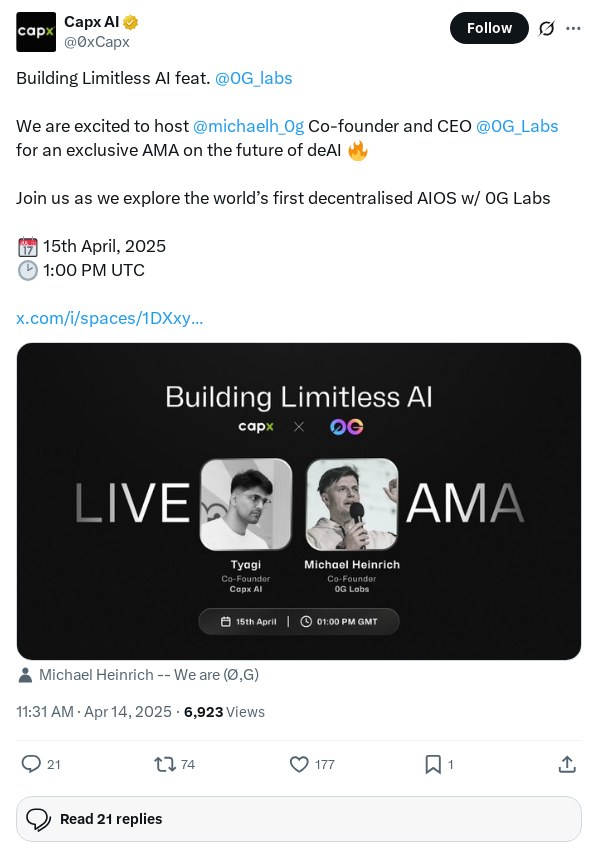 Capx AI
@0xCapx
Follow
Building Limitless AI feat. @0G_labs
We are excited to host @michaelh_0g Co-founder and CEO @0G_Labs
for an exclusive AMA on the future of deAI 🔥
Join us as we explore the world's first decentralised AIOS w/ 0G Labs
📅 15th April, 2025
🕑 1:00 PM UTC
x.com/i/spaces/1DXxy...
Building Limitless AI
capx × 0G
LIVE AMA
Tyagi
Co-Founder
Capx AI
Michael Heinrich
Co-Founder
0G Labs
15th April | 01:00 PM GMT
Michael Heinrich -- We are (Ø,G)
11:31 AM · Apr 14, 2025 · 6,923 Views
21 74 177 1
Read 21 replies